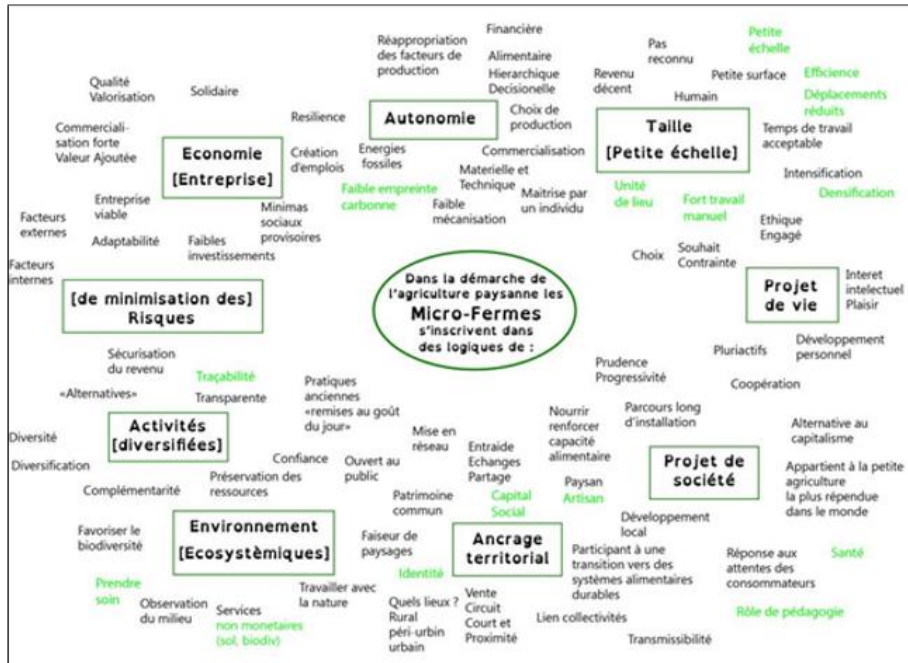 Réappropriation
des facteurs de
production
Financière
Alimentaire
Hierarchique
Decisionelle
Pas
reconnu
Petite
échelle
Qualité
Valorisation
Solidaire
Revenu
décent
Petite surface
Efficience
Humain
Déplacements
réduits
Resilience
Autonomie
Choix de
production
Taille
[Petite échelle]
Temps de travail
acceptable
Commerciali-
sation forte
Valeur Ajoutée
Economie
[Entreprise]
Création
d'emplois
Energies
fossiles
Commercialisation
Materielle et
Technique
Intensification
Faible empreinte
carbonne
Faible
mécanisation
Maitrise par
un individu
Unité
de lieu
Fort travail
manuel
Densification
Entreprise
viable
Minimas
sociaux
provisoires
Facteurs
externes
Adaptabilité
Faibles
investissements
Ethique
Engagé
Choix
Souhait
Contrainte
Facteurs
internes
[de minimisation des]
Risques
Dans la démarche de
l'agriculture paysanne les
Micro-Fermes
s'inscrivent dans
des logiques de :
Projet
de vie
Interet
intelectuel
Plaisir
Développement
personnel
Pluriactifs
Sécurisation
du revenu
Prudence
Progressivité
Coopération
Traçabilité
«Alternatives»
Transparente
Pratiques
anciennes
«remises au goût
du jour»
Nourrir
renforcer
capacité
alimentaire
Parcours long
d'installation
Alternative au
capitalisme
Activités
[diversifiées]
Diversité
Diversification
Mise en
réseau
Entraide
Echanges
Partage
Confiance
Ouvert au
public
Projet de
société
Appartient à la petite
agriculture
la plus répendue
dans le monde
Complémentarité
Préservation des
ressources
Paysan
Artisan
Patrimoine
commun
Capital
Social
Développement
local
Favoriser le
biodiversité
Environnement
[Ecosystèmiques]
Faiseur de
paysages
Ancrage
territorial
Participant à une
transition vers des
systèmes alimentaires
durables
Réponse aux
attentes des
consommateurs
Santé
Identité
Prendre
soin
Travailler avec
la nature
Observation
du milieu
Services
non monetaires
(sol, biodiv)
Quels lieux ?
Rural
péri-urbin
urbain
Vente
Circuit
Court et
Proximité
Lien collectivités
Rôle de pédagogie
Transmissibilité